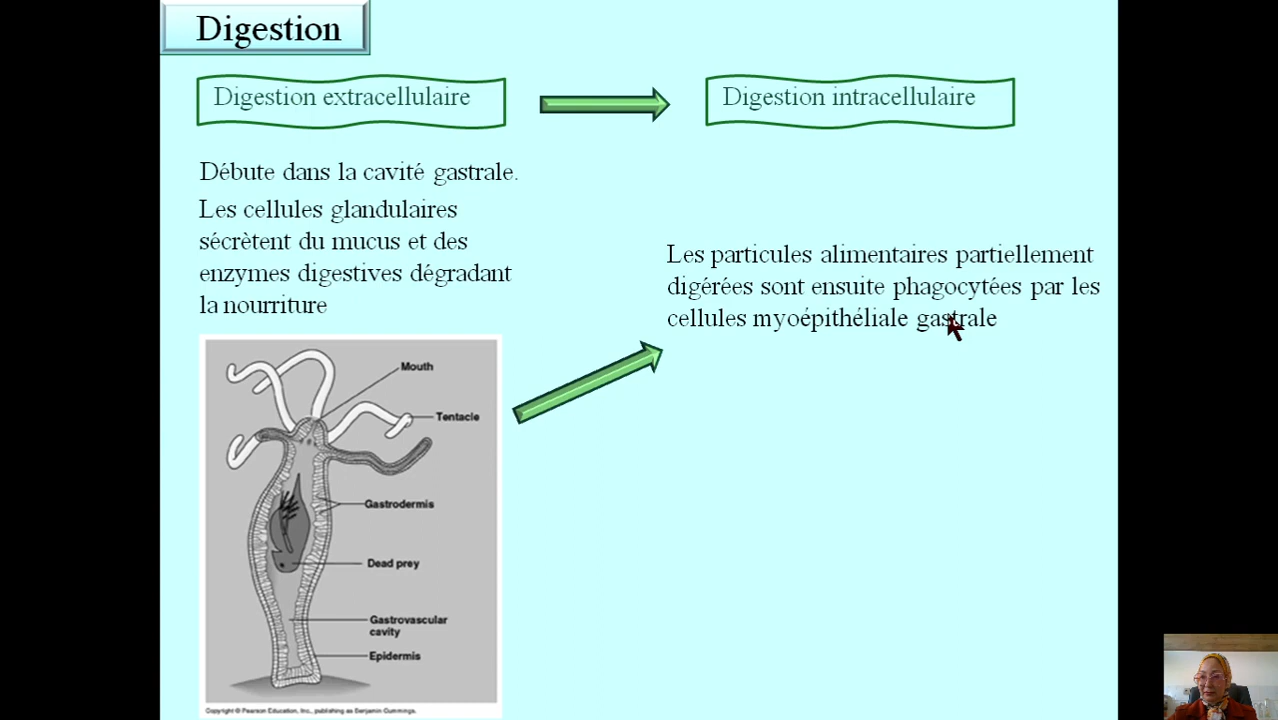 Digestion
Digestion extracellulaire
Digestion intracellulaire
Débute dans la cavité gastrale.
Les cellules glandulaires
sécrètent du mucus et des
enzymes digestives dégradant
la nourriture
Les particules alimentaires partiellement
digérées sont ensuite phagocytées par les
cellules myoépithéliale gastrale
Mouth
Tentacle
Gastrodermis
Dead prey
Gastrovascular
cavity
Epidermis
Copyright © Pearson Education, Inc., publishing as Benjamin Cummings.